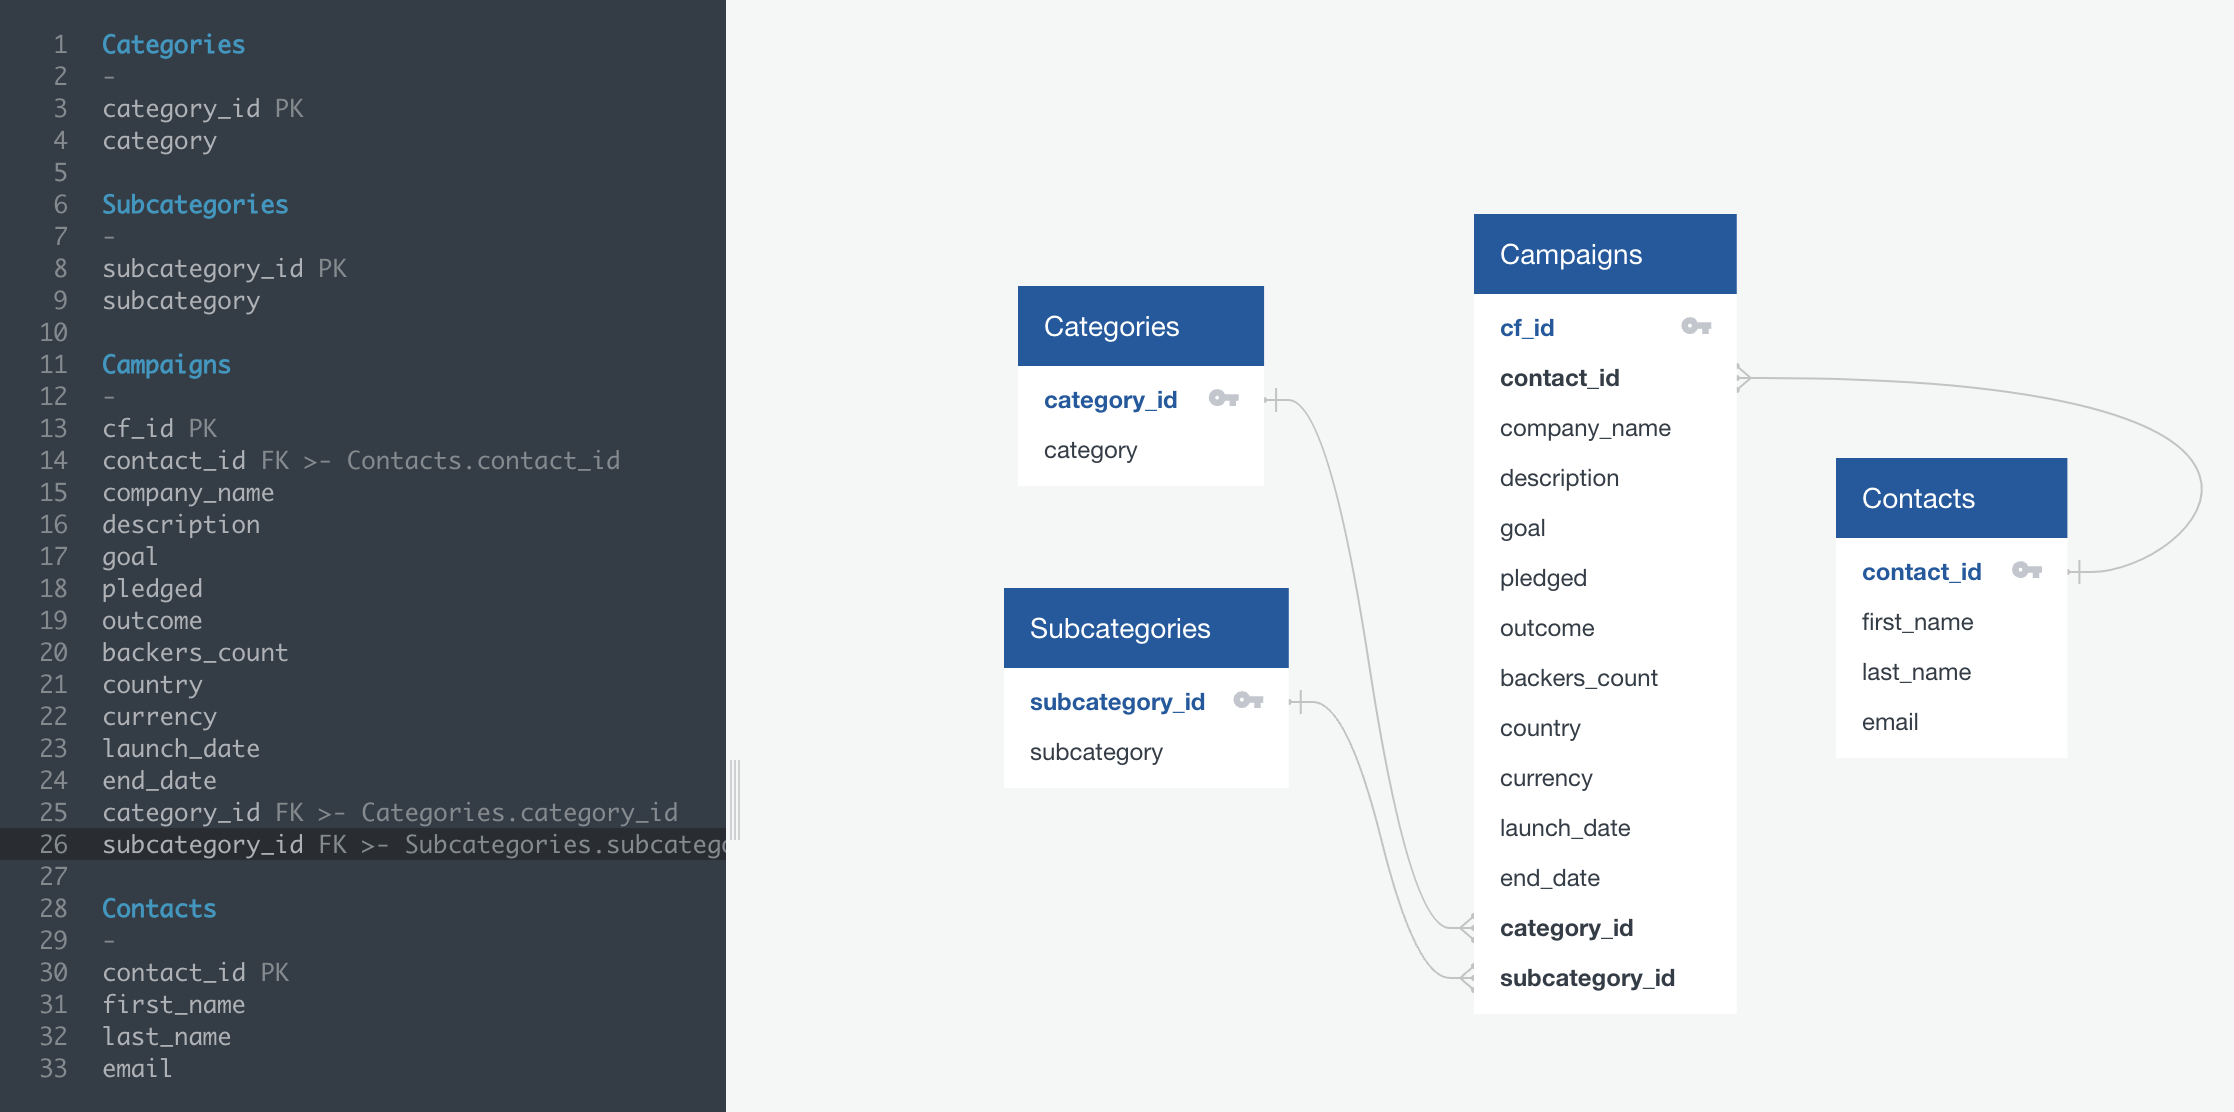 1 Categories
2 -
3 category_id PK
4 category
5
6 Subcategories
7 -
8 subcategory_id PK
9 subcategory
10
11 Campaigns
12 -
13 cf_id PK
14 contact_id FK >- Contacts.contact_id
15 company_name
16 description
17 goal
18 pledged
19 outcome
20 backers_count
21 country
22 currency
23 launch_date
24 end_date
25 category_id FK >- Categories.category_id
26 subcategory_id FK >- Subcategories.subcatego
27
28 Contacts
29 -
30 contact_id PK
31 first_name
32 last_name
33 email
Categories
category_id
category
Subcategories
subcategory_id
subcategory
Campaigns
cf_id
contact_id
company_name
description
goal
pledged
outcome
backers_count
country
currency
launch_date
end_date
category_id
subcategory_id
Contacts
contact_id
first_name
last_name
email